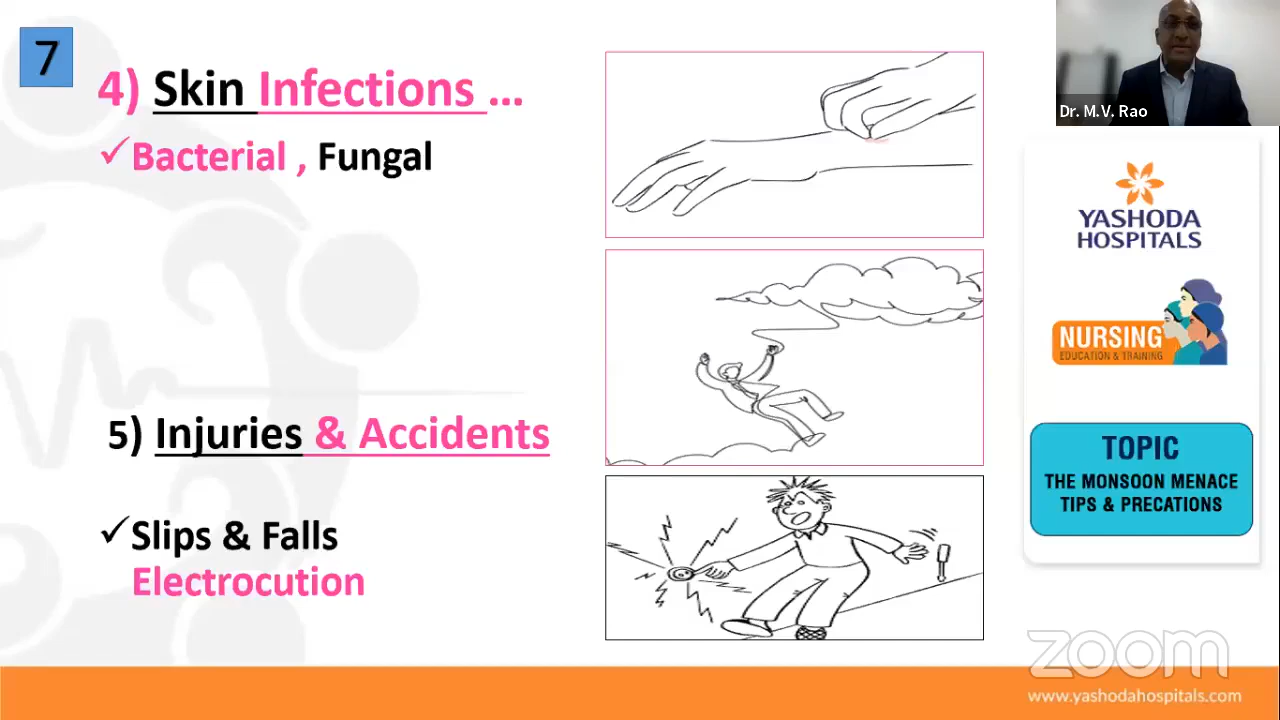 7
4) Skin Infections ...
✓Bacterial , Fungal
5) Injuries & Accidents
✓Slips & Falls
Electrocution
Dr. M.V. Rao
YASHODA
HOSPITALS
NURSING
EDUCATION & TRAINING
TOPIC
THE MONSOON MENACE
TIPS & PRECATIONS
zoom
www.yashodahospitals.com